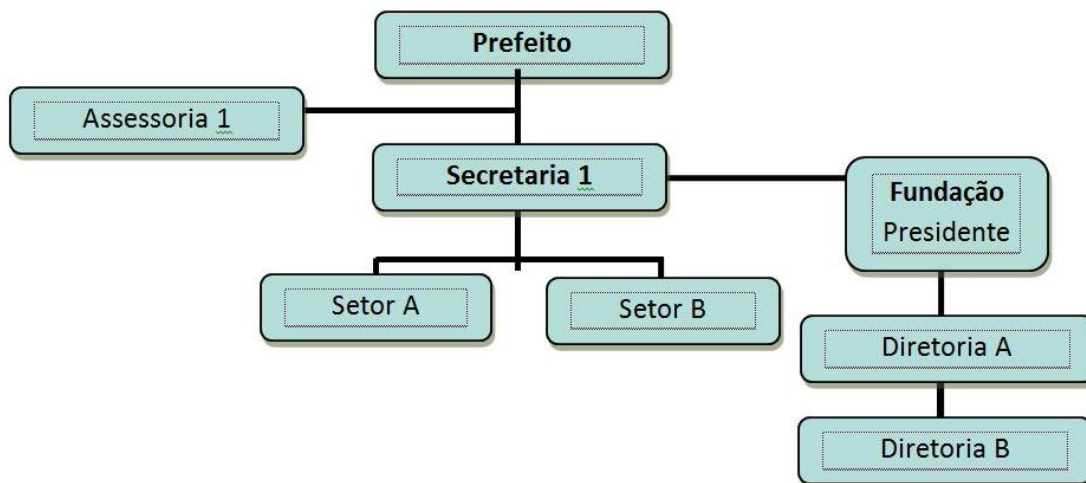 Prefeito
Assessoria 1
Secretaria 1
Fundação
Presidente
Setor A
Setor B
Diretoria A
Diretoria B